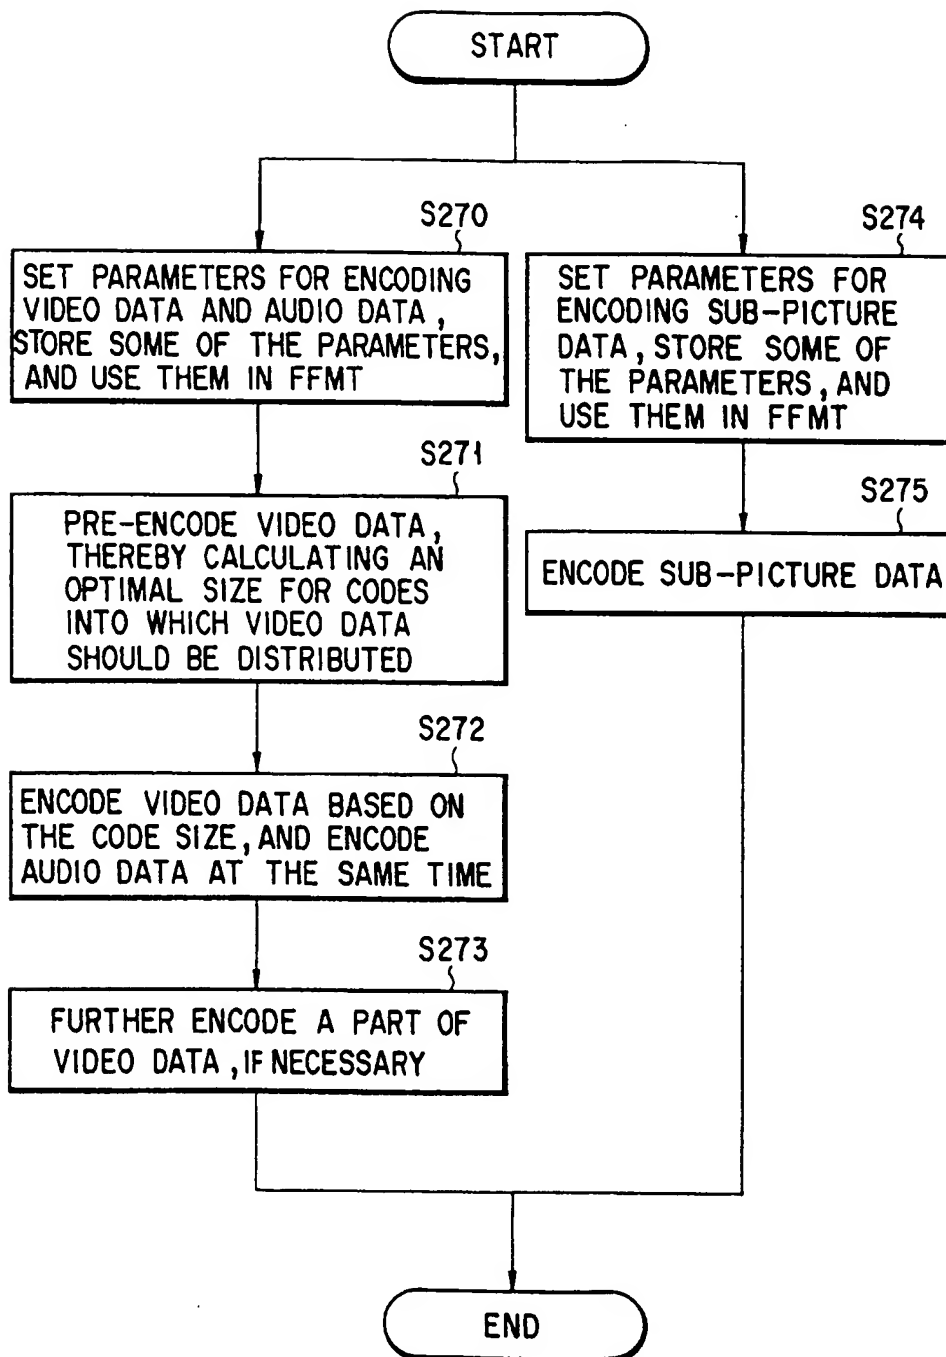 START
S270
SET PARAMETERS FOR ENCODING
VIDEO DATA AND AUDIO DATA,
STORE SOME OF THE PARAMETERS,
AND USE THEM IN FFMT
S271
PRE-ENCODE VIDEO DATA,
THEREBY CALCULATING AN
OPTIMAL SIZE FOR CODES
INTO WHICH VIDEO DATA
SHOULD BE DISTRIBUTED
S272
ENCODE VIDEO DATA BASED ON
THE CODE SIZE, AND ENCODE
AUDIO DATA AT THE SAME TIME
S273
FURTHER ENCODE A PART OF
VIDEO DATA, IF NECESSARY
S274
SET PARAMETERS FOR
ENCODING SUB-PICTURE
DATA, STORE SOME OF
THE PARAMETERS, AND
USE THEM IN FFMT
S275
ENCODE SUB-PICTURE DATA
END